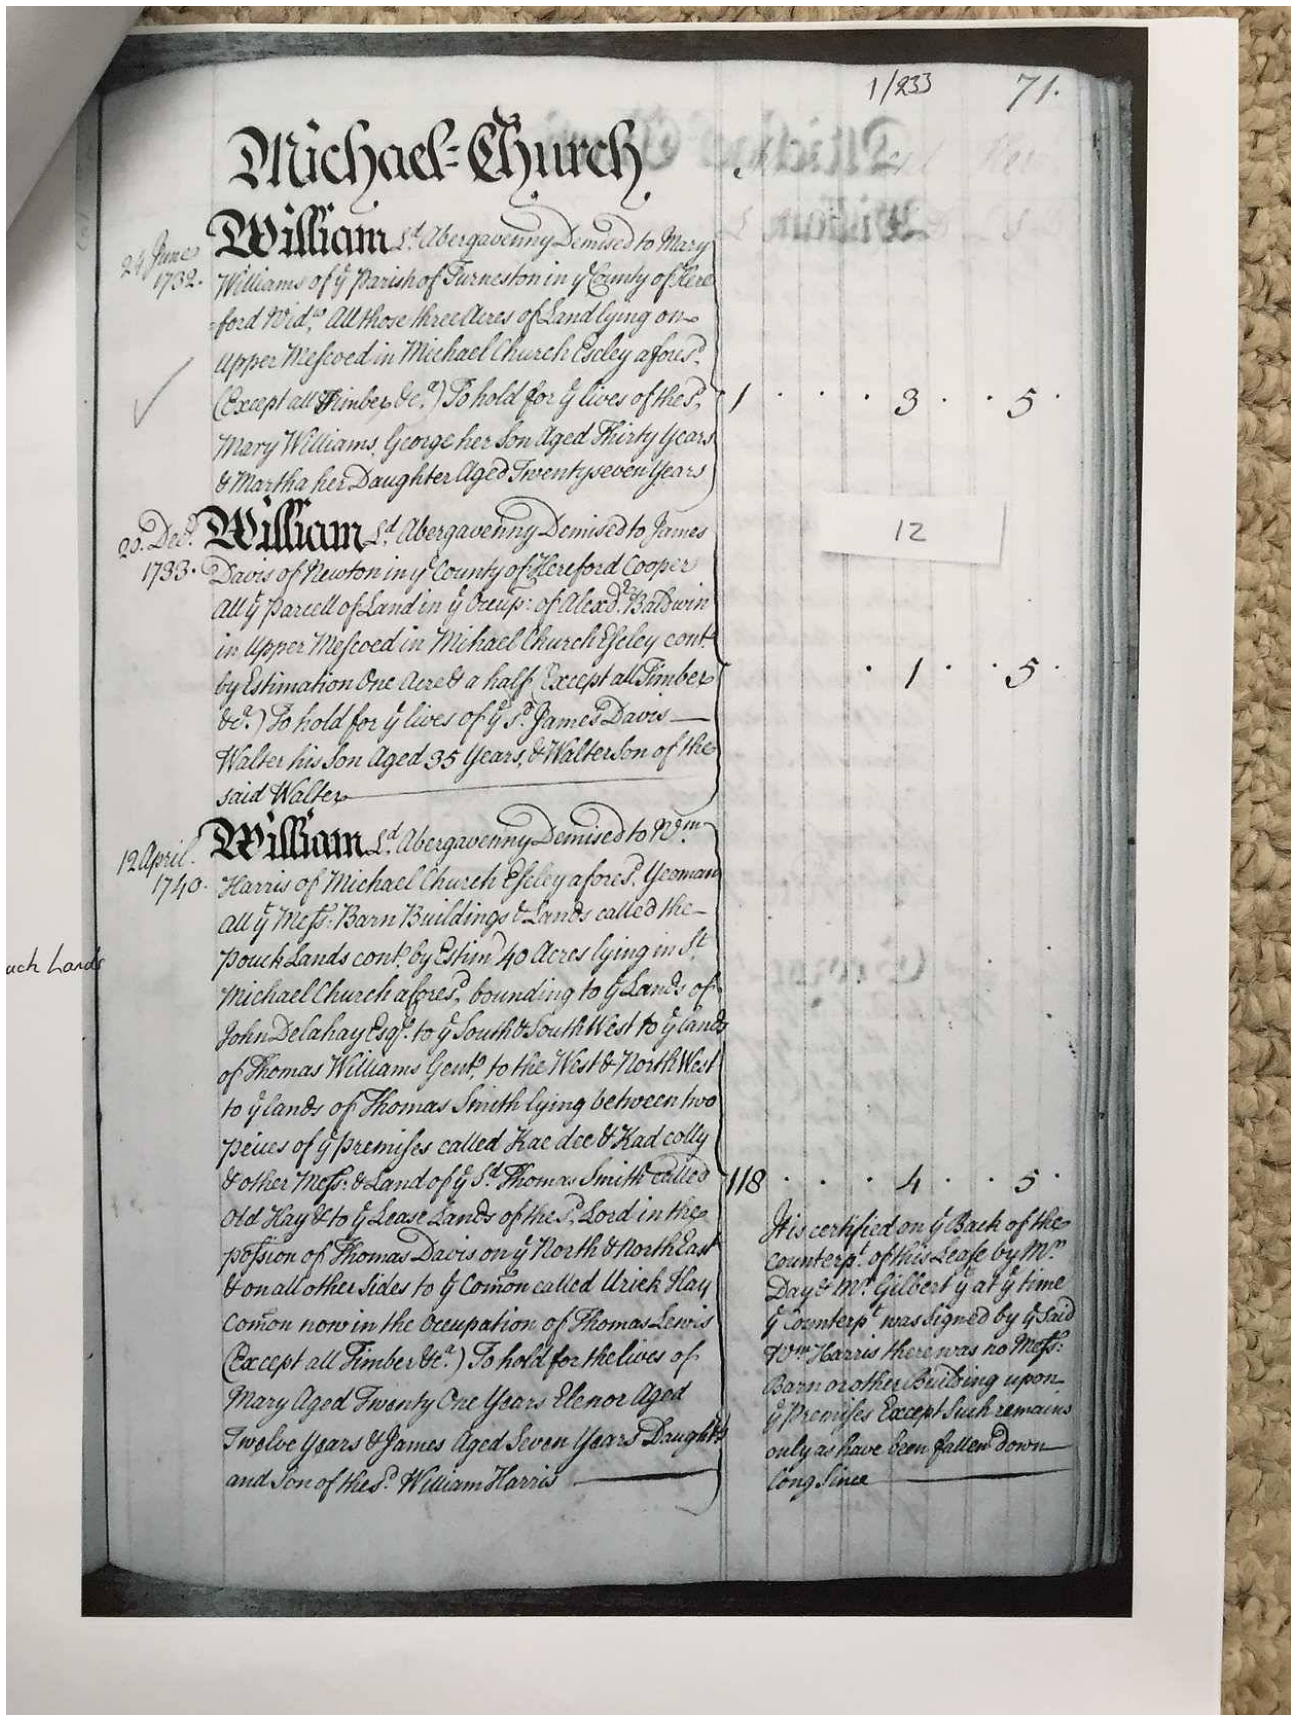 1/233 71.
Michael=Church
24 June
1732.
William Ld. Abergavenny Demised to Mary
Williams of ye Parish of Turneston in ye County of Here
=ford Widw. All those three Acres of Land lying on
Upper Mescoed in Michael Church Escley aforesd.
(Except all Timber &ca.) To hold for ye lives of the sd.
1 . . . 3 . . 5 .
Mary Williams, George her Son Aged Thirty Years
& Martha her Daughter Aged Twenty seven Years
20. Decr.
1733.
William Ld. Abergavenny Demised to James
12
Davis of Newton in ye County of Hereford Cooper
All ye Parcell of Land in ye Occup: of Alexdr. Baldwin
in Upper Mescoed in Mihael Church Escley cont.
by Estimation One Acre & a half (Except all Timber
. 1 . . 5 .
&ca.) To hold for ye lives of ye sd. James Davis
Walter his Son Aged 35 Years, & Walter Son of the
said Walter
12 April
1740.
William Ld. Abergavenny Demised to Wm.
Harris of Michael Church Escley aforesd. Yeoman
All ye Mess: Barn Buildings & Lands called the
uch Lands
Pouck Lands cont. by Estim 40 Acres lying in St.
Michael Church aforesd. bounding to ye Lands of
John Delahay Esqr. to ye South & South West to ye lands
of Thomas Williams Gent. to the West & North West
to ye lands of Thomas Smith lying between two
peices of ye premises called Kae dee & Kad colly
& other Mess: & Land of ye Sd. Thomas Smith called
118 . . . 4 . . 5 .
Old Hay & to ye Lease Lands of the sd. Lord in the
possion of Thomas Davis on ye North & North East
& on all other Sides to ye Comon called Urick Hay
Comon now in the Occupation of Thomas Lewis
(Except all Timber &ca.) To hold for the lives of
Mary Aged Twenty One Years Elenor Aged
Twelve Years & James Aged Seven Years Daughtrs
and Son of the sd. William Harris
It is certified on ye Back of the
Counterpt. of this Lease by Mr.
Day & Mr. Gilbert yt at ye time
ye Counterpt was signed by ye said
Wm Harris there was no Mess:
Barn or other Building upon
ye premises Except Such remains
only as have been fallen down
long Since